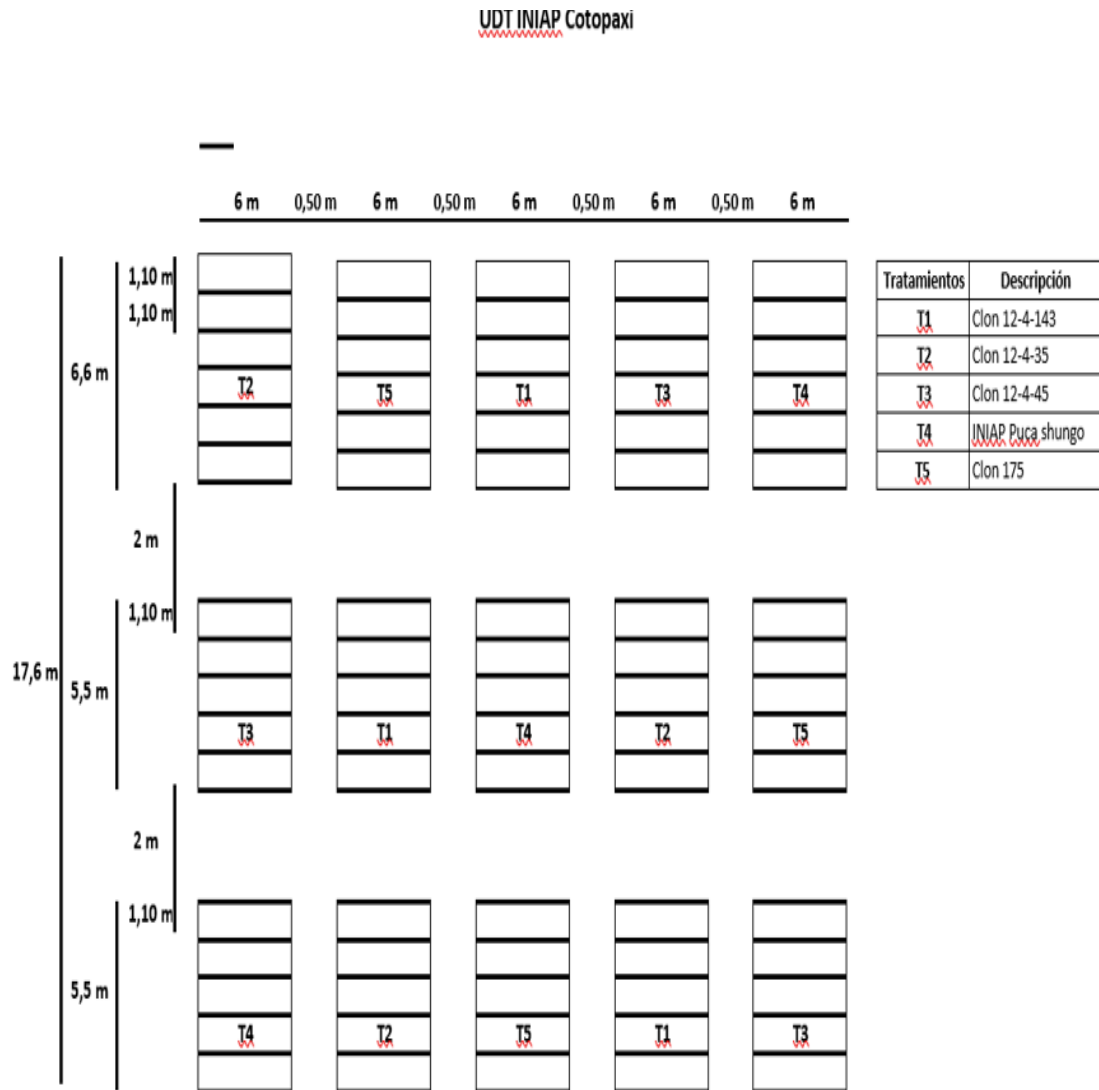 UDT INIAP Cotopaxi
6 m 0,50 m 6 m 0,50 m 6 m 0,50 m 6 m 0,50 m 6 m
1,10 m
1,10 m
6,6 m
T2 T5 T1 T3 T4
Tratamientos Descripción
T1 Clon 12-4-143
T2 Clon 12-4-35
T3 Clon 12-4-45
T4 INIAP Puca shungo
T5 Clon 175
2 m
1,10 m
17,6 m
5,5 m
T3 T1 T4 T2 T5
2 m
1,10 m
5,5 m
T4 T2 T5 T1 T3